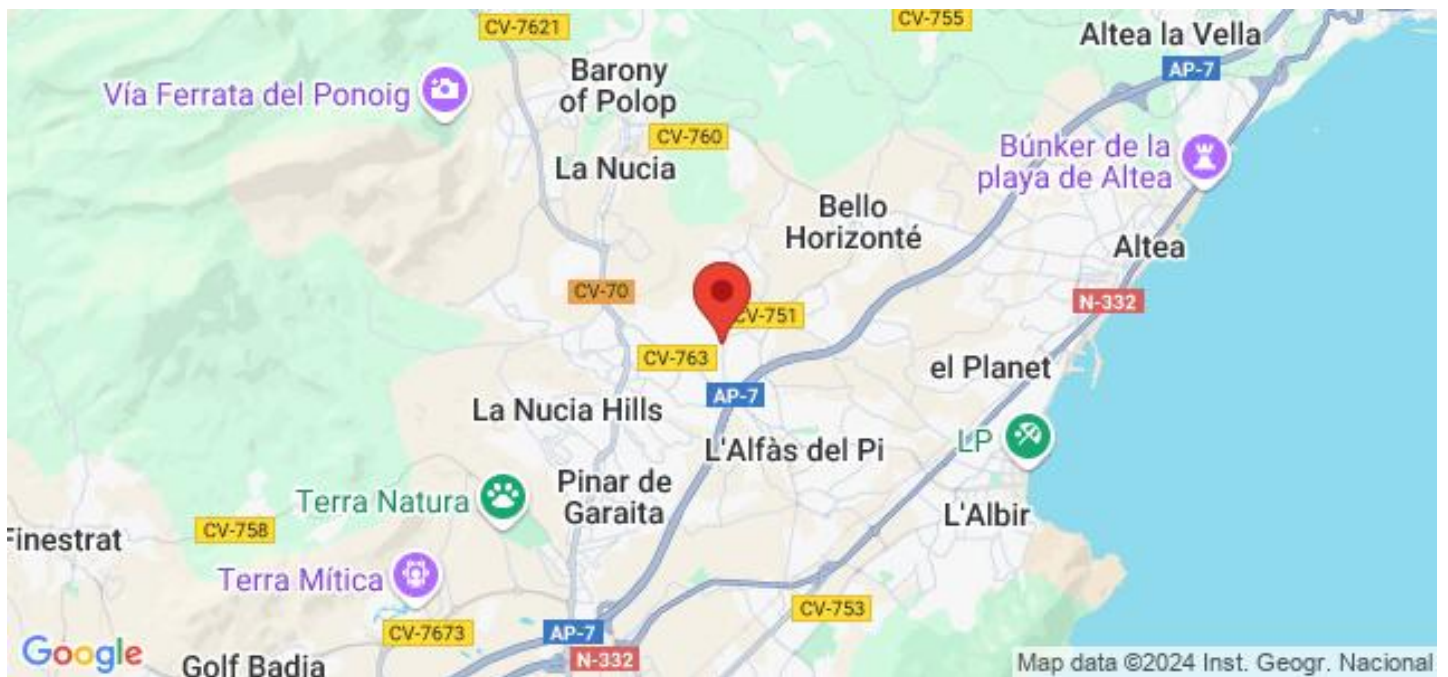 CV-7621
CV-755
Altea la Vella
AP-7
Vía Ferrata del Ponoig
Barony
of Polop
CV-760
La Nucia
Búnker de la
playa de Altea
Bello
Horizonté
Altea
CV-70
N-332
CV-751
CV-763
el Planet
AP-7
La Nucia Hills
L'Alfàs del Pi
LP
Pinar de
Garaita
Terra Natura
L'Albir
CV-758
Finestrat
Terra Mítica
CV-753
CV-7673
AP-7
N-332
Google
Golf Badia
Map data ©2024 Inst. Geogr. Nacional